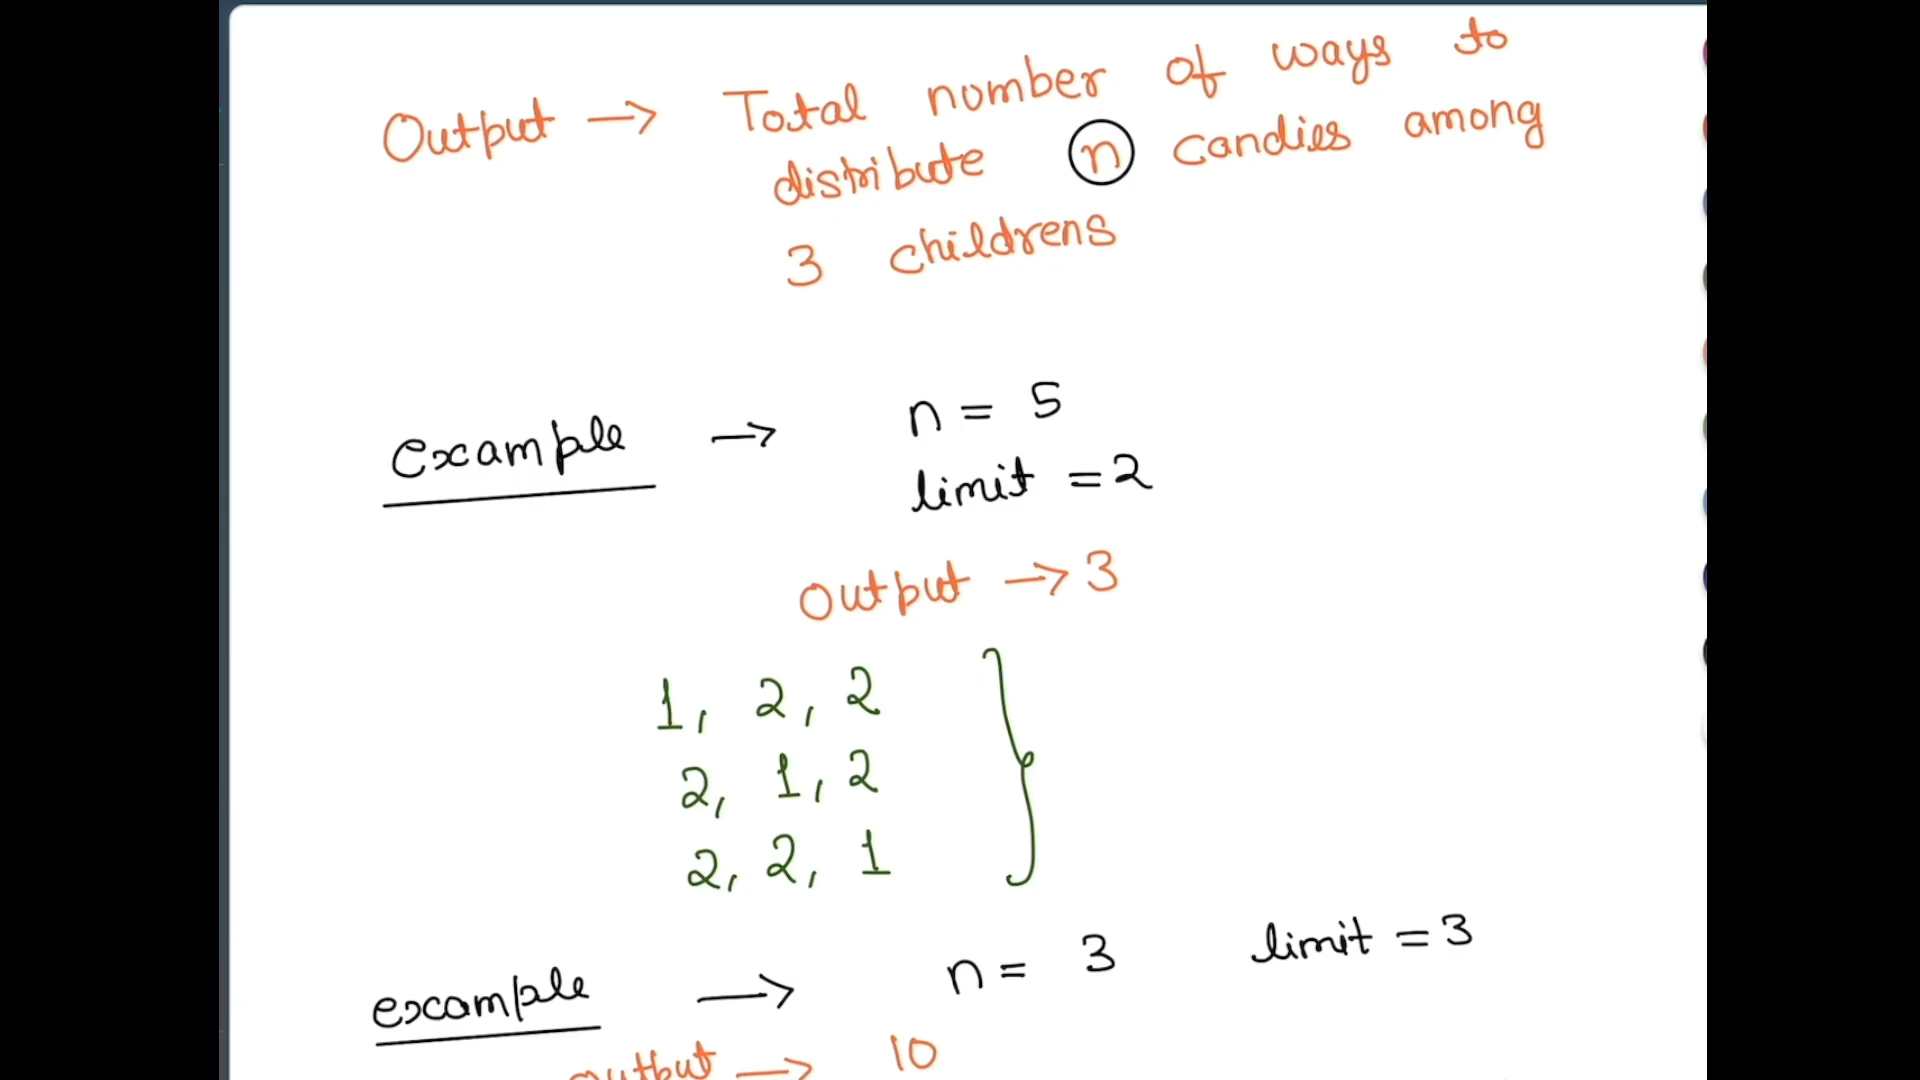 Output → Total number of ways to
distribute n candies among
3 childrens
example → n = 5
limit = 2
Output → 3
1, 2, 2
2, 1, 2
2, 2, 1
example → n = 3 limit = 3
output → 10